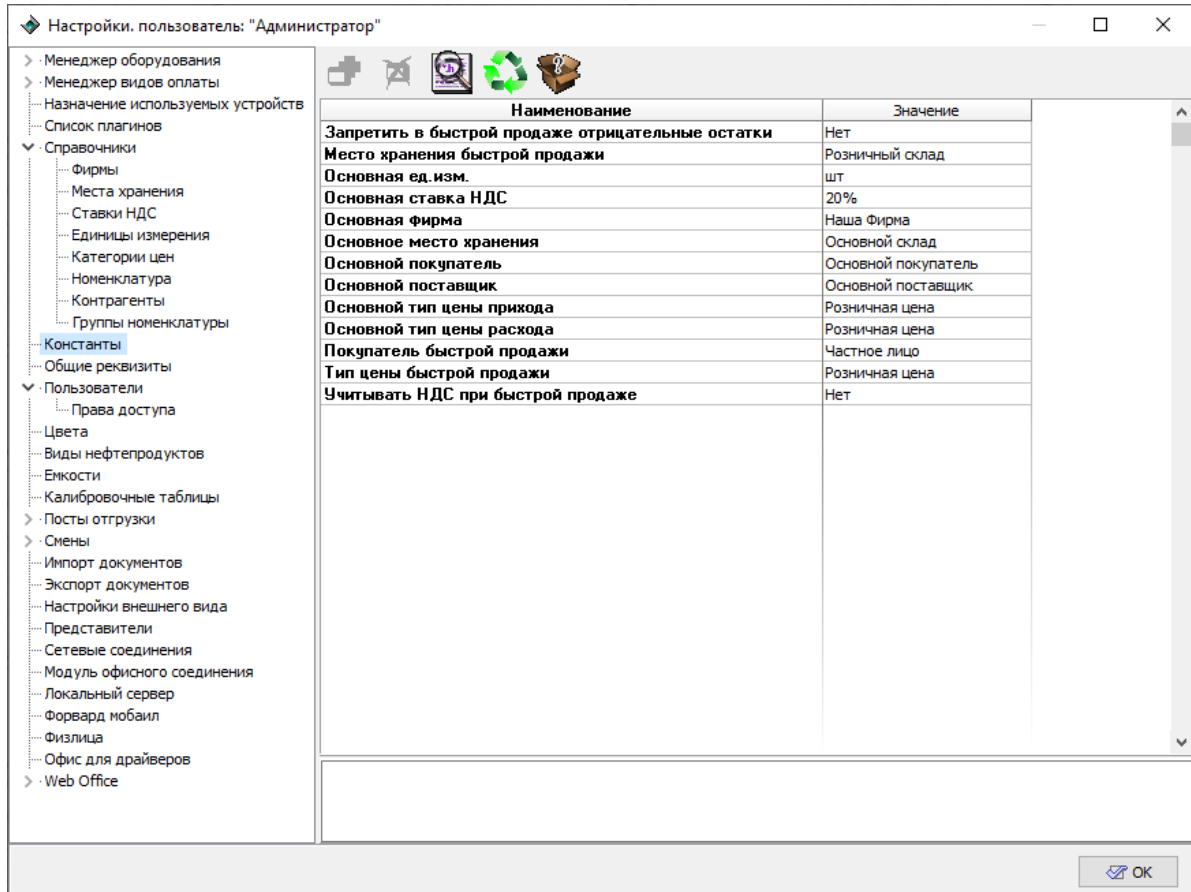 Настройки. пользователь: "Администратор"
Менеджер оборудования
Менеджер видов оплаты
Назначение используемых устройств
Список плагинов
Справочники
Фирмы
Места хранения
Ставки НДС
Единицы измерения
Категории цен
Номенклатура
Контрагенты
Группы номенклатуры
Константы
Общие реквизиты
Пользователи
Права доступа
Цвета
Виды нефтепродуктов
Емкости
Калибровочные таблицы
Посты отгрузки
Смены
Импорт документов
Экспорт документов
Настройки внешнего вида
Представители
Сетевые соединения
Модуль офисного соединения
Локальный сервер
Форвард мобаил
Физлица
Офис для драйверов
Web Office
Наименование Значение
Запретить в быстрой продаже отрицательные остатки Нет
Место хранения быстрой продажи Розничный склад
Основная ед.изм. шт
Основная ставка НДС 20%
Основная фирма Наша Фирма
Основное место хранения Основной склад
Основной покупатель Основной покупатель
Основной поставщик Основной поставщик
Основной тип цены прихода Розничная цена
Основной тип цены расхода Розничная цена
Покупатель быстрой продажи Частное лицо
Тип цены быстрой продажи Розничная цена
Учитывать НДС при быстрой продаже Нет
OK